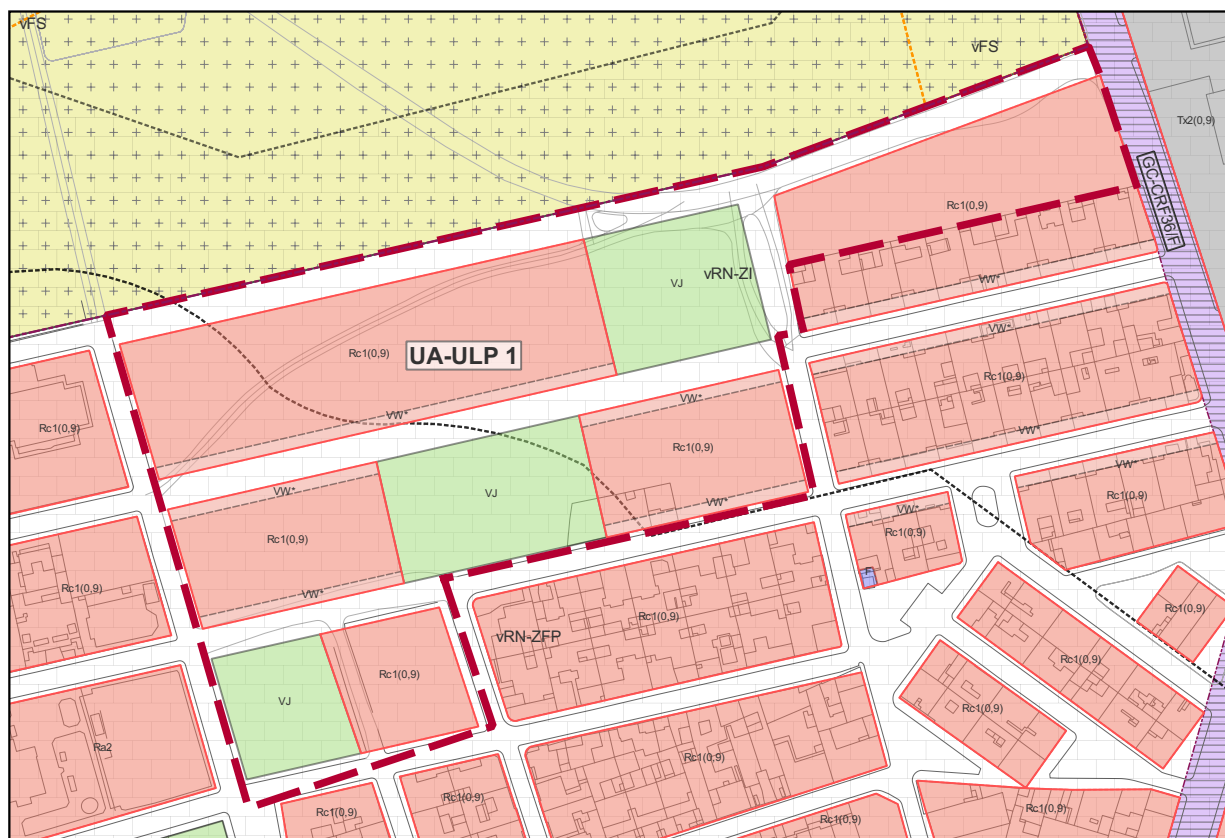 vFS
vFS
Tx2(0,9)
GC-CRF36/F
Rc1(0,9)
vRN-ZI
VJ
VW*
VW*
Rc1(0,9)
UA-ULP 1
Rc1(0,9)
VW*
VW*
Rc1(0,9)
VW*
Rc1(0,9)
VW*
VW*
Rc1(0,9)
VJ
VW*
Rc1(0,9)
VW*
Rc1(0,9)
VW*
Rc1(0,9)
F
Rc1(0,9)
VW*
Rc1(0,9)
Rc1(0,9)
vRN-ZFP
Rc1(0,9)
Rc1(0,9)
VJ
Rc1(0,9)
Ra2
Rc1(0,9)
Rc1(0,9)
Rc1(0,9)
Rc1(0,9)
Rc1(0,9)
Rc1(0,9)